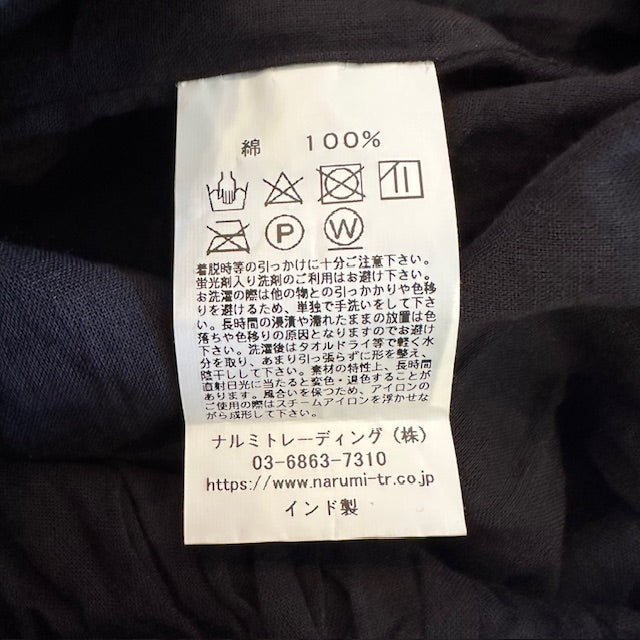 綿 100%
P W
着脱時等の引っかけに十分ご注意下さい。
蛍光剤入り洗剤のご利用はお避け下さい。
お洗濯の際は他の物との引っかかりや色移
りを避けるため、単独で手洗いをして下さ
い。長時間の浸漬や濡れたままの放置は色
落ちや色移りの原因となりますのでお避け
下さい。洗濯後はタオルドライ等で軽く水
分を取り、あまり引っ張らずに形を整え、
陰干しして下さい。素材の特性上、長時間
直射日光に当たると変色・退色することが
あります。風合いを保つため、アイロンの
ご使用の際はスチームアイロンを浮かせな
がら成形して下さい。
ナルミトレーディング(株)
03-6863-7310
https://www.narumi-tr.co.jp
インド製